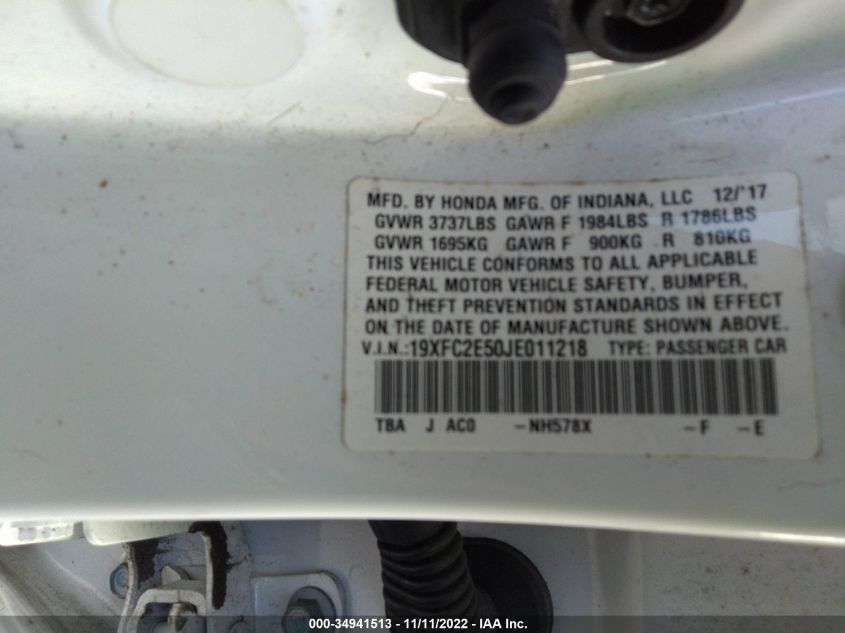 MFD. BY HONDA MFG. OF INDIANA, LLC 12/'17
GVWR 3737LBS GAWR F 1984LBS R 1786LBS
GVWR 1695KG GAWR F 900KG R 810KG
THIS VEHICLE CONFORMS TO ALL APPLICABLE
FEDERAL MOTOR VEHICLE SAFETY, BUMPER,
AND THEFT PREVENTION STANDARDS IN EFFECT
ON THE DATE OF MANUFACTURE SHOWN ABOVE.
V.I.N.:19XFC2E50JE011218 TYPE: PASSENGER CAR
TBA J AC0 -NH578X -F -E
000-34941513 - 11/11/2022 - IAA Inc.